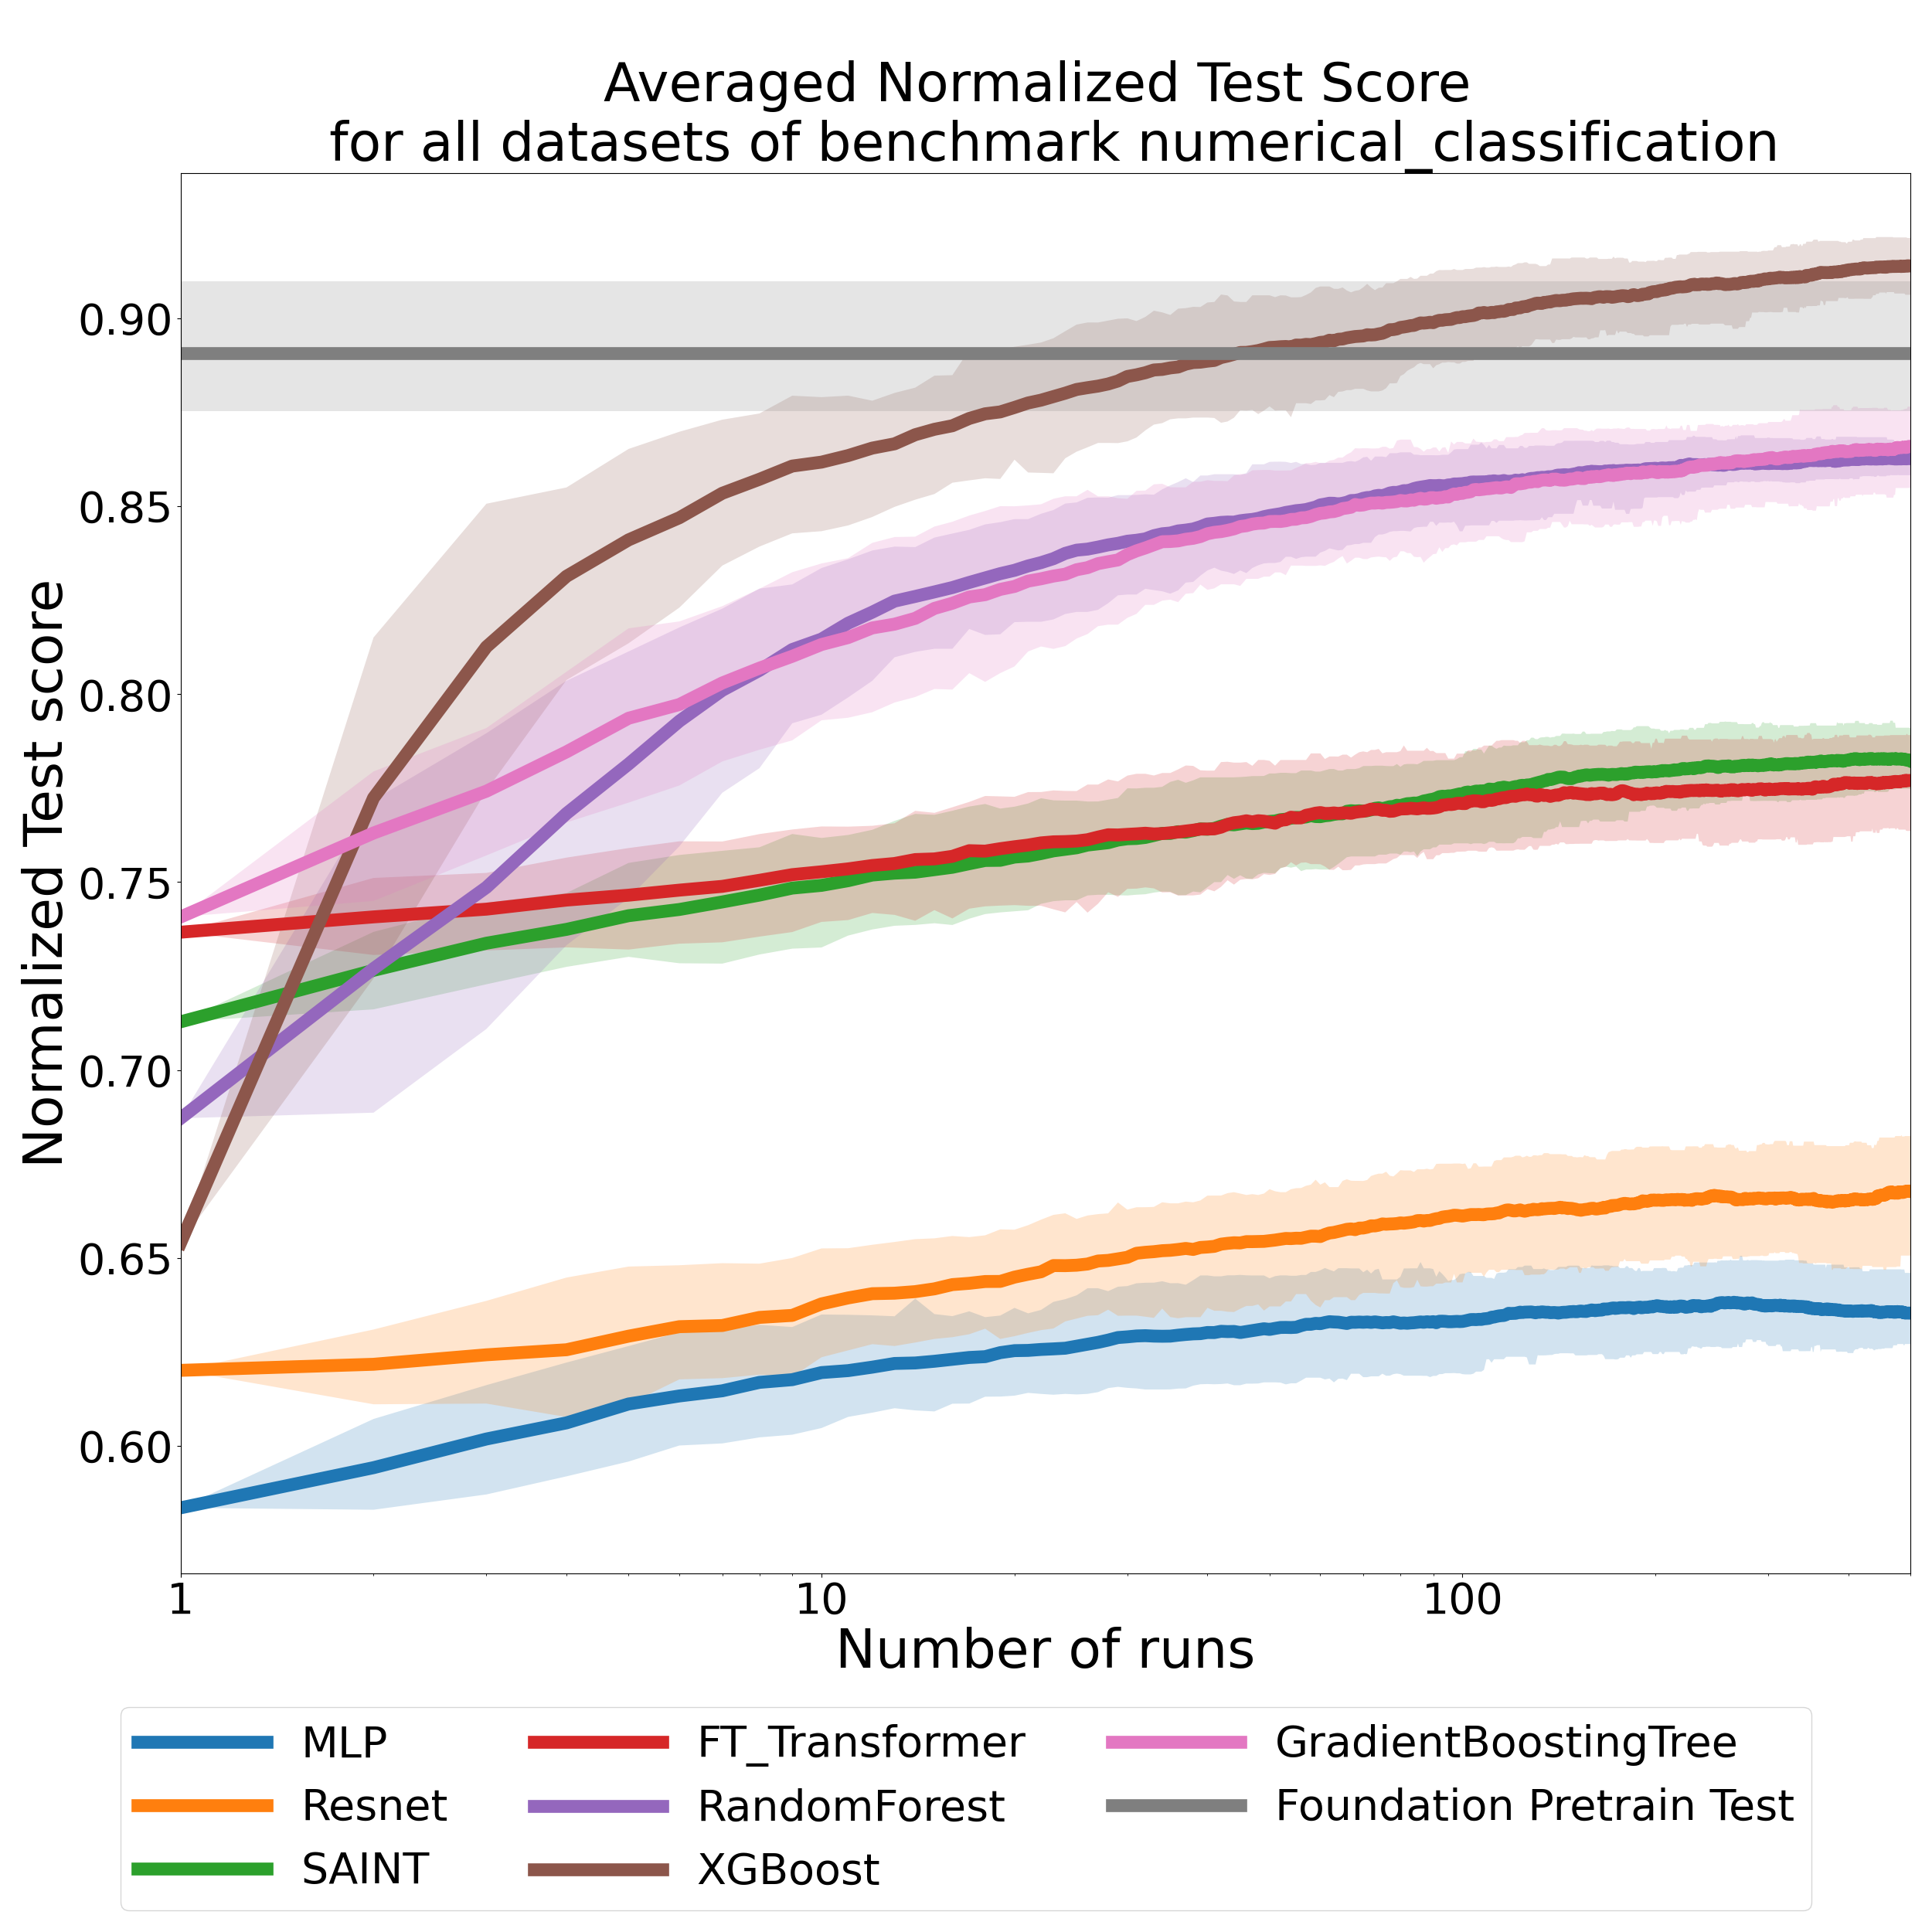 Averaged Normalized Test Score
for all datasets of benchmark numerical_classification
Normalized Test score
0.90
0.85
0.80
0.75
0.70
0.65
0.60
1 10 100
Number of runs
MLP
Resnet
SAINT
FT_Transformer
RandomForest
XGBoost
GradientBoostingTree
Foundation Pretrain Test